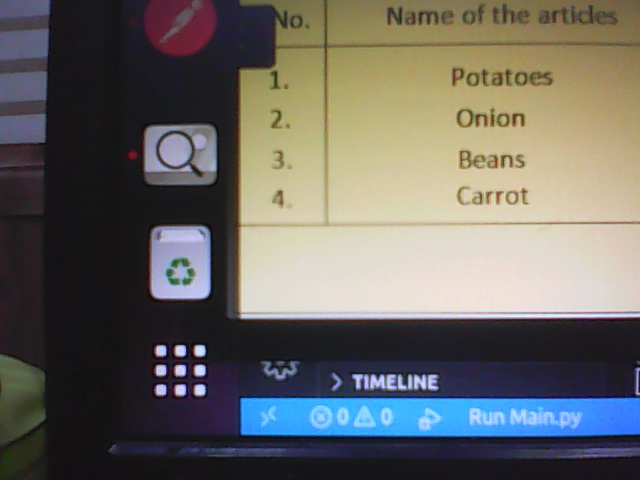 No. Name of the articles
1. Potatoes
2. Onion
3. Beans
4. Carrot
TIMELINE
0 0 Run Main.py